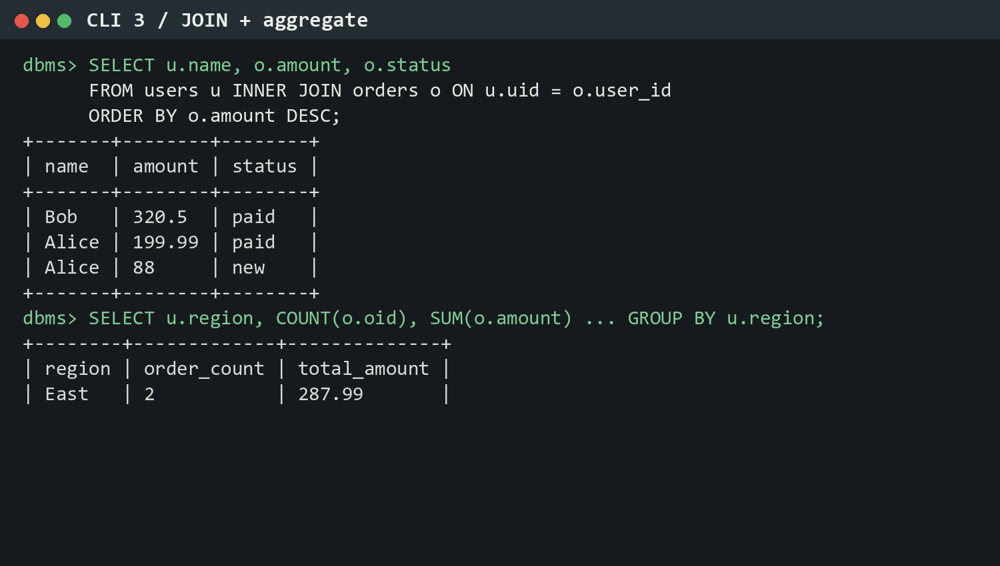 CLI 3 / JOIN + aggregate
dbms> SELECT u.name, o.amount, o.status
      FROM users u INNER JOIN orders o ON u.uid = o.user_id
      ORDER BY o.amount DESC;
+-------+--------+--------+
| name  | amount | status |
+-------+--------+--------+
| Bob   | 320.5  | paid   |
| Alice | 199.99 | paid   |
| Alice | 88     | new    |
+-------+--------+--------+
dbms> SELECT u.region, COUNT(o.oid), SUM(o.amount) ... GROUP BY u.region;
+--------+-------------+--------------+
| region | order_count | total_amount |
| East   | 2           | 287.99       |